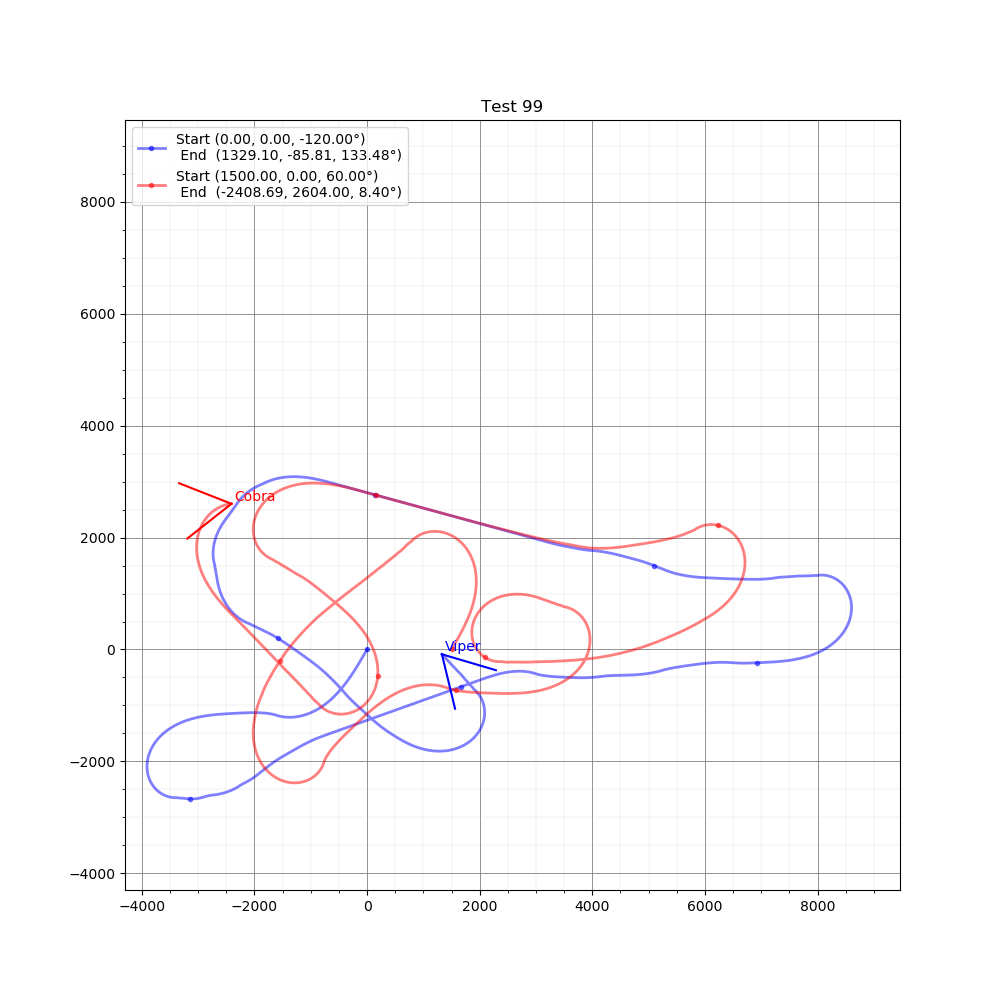 Test 99
Start (0.00, 0.00, -120.00°)
End (1329.10, -85.81, 133.48°)
Start (1500.00, 0.00, 60.00°)
End (-2408.69, 2604.00, 8.40°)
8000
6000
4000
2000
0
−2000
−4000
Cobra
Viper
−4000 −2000 0 2000 4000 6000 8000